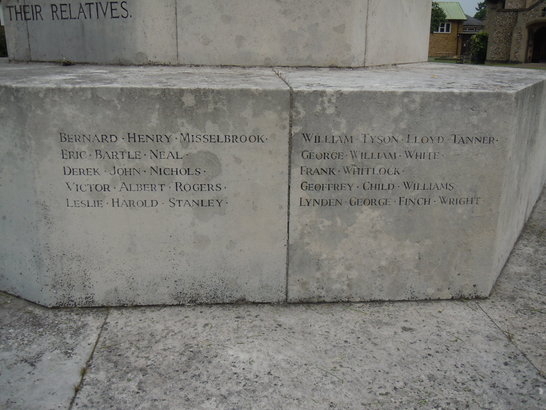 THEIR RELATIVES.
BERNARD · HENRY · MISSELBROOK ·
ERIC · BARTLE · NEAL ·
DEREK · JOHN · NICHOLS ·
VICTOR · ALBERT · ROGERS ·
LESLIE · HAROLD · STANLEY ·
WILLIAM · TYSON · LLOYD · TANNER ·
GEORGE · WILLIAM · WHITE ·
FRANK · WHITLOCK ·
GEOFFREY · CHILD · WILLIAMS
LYNDEN · GEORGE · FINCH · WRIGHT ·